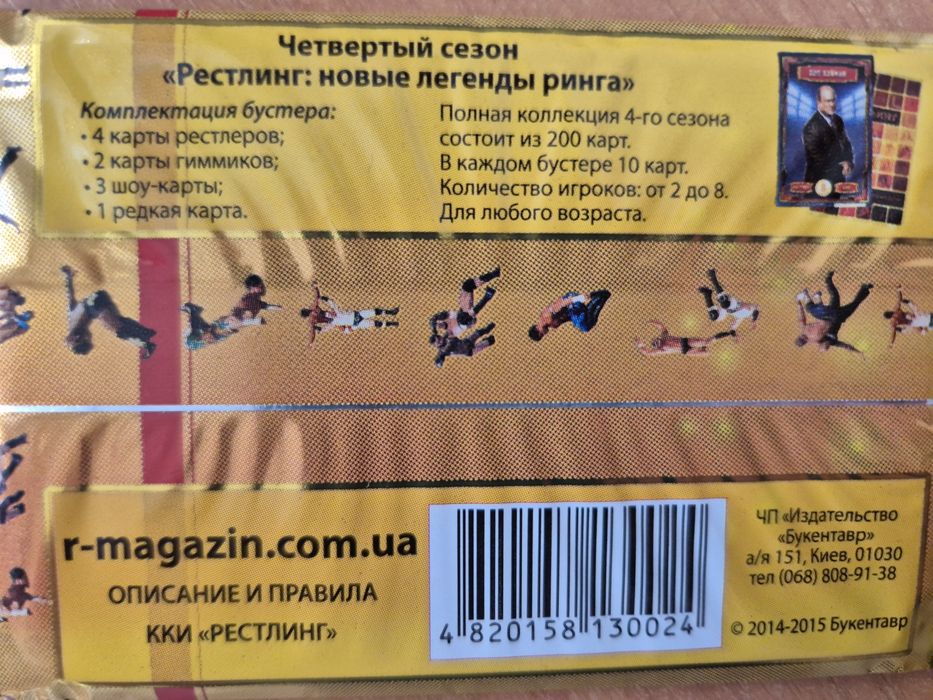 Четвертый сезон
«Рестлинг: новые легенды ринга»
Комплектация бустера:
• 4 карты рестлеров;
• 2 карты гиммиков;
• 3 шоу-карты;
• 1 редкая карта.
Полная коллекция 4-го сезона
состоит из 200 карт.
В каждом бустере 10 карт.
Количество игроков: от 2 до 8.
Для любого возраста.
r-magazin.com.ua
ОПИСАНИЕ И ПРАВИЛА
ККИ «РЕСТЛИНГ»
4 820158 130024
ЧП «Издательство
«Букентавр»
а/я 151, Киев, 01030
тел (068) 808-91-38
© 2014-2015 Букентавр